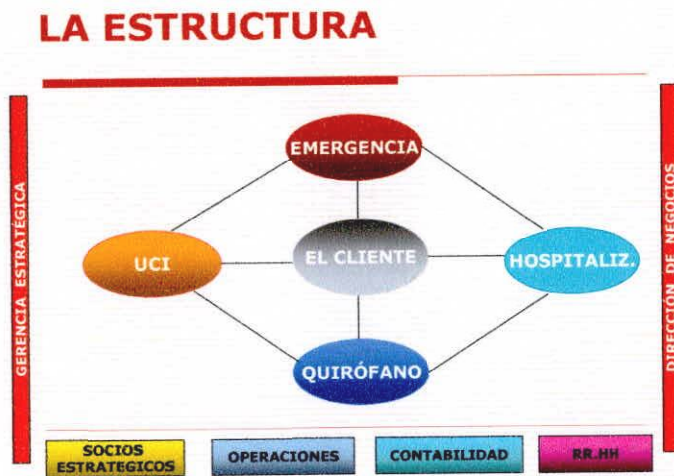 LA ESTRUCTURA
GERENCIA ESTRATÉGICA
EMERGENCIA
DIRECCIÓN DE NEGOCIOS
UCI
EL CLIENTE
HOSPITALIZ.
QUIRÓFANO
SOCIOS
ESTRATEGICOS
OPERACIONES
CONTABILIDAD
RR.HH